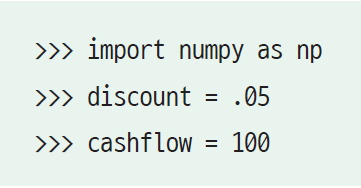 >>> import numpy as np
>>> discount = .05
>>> cashflow = 100